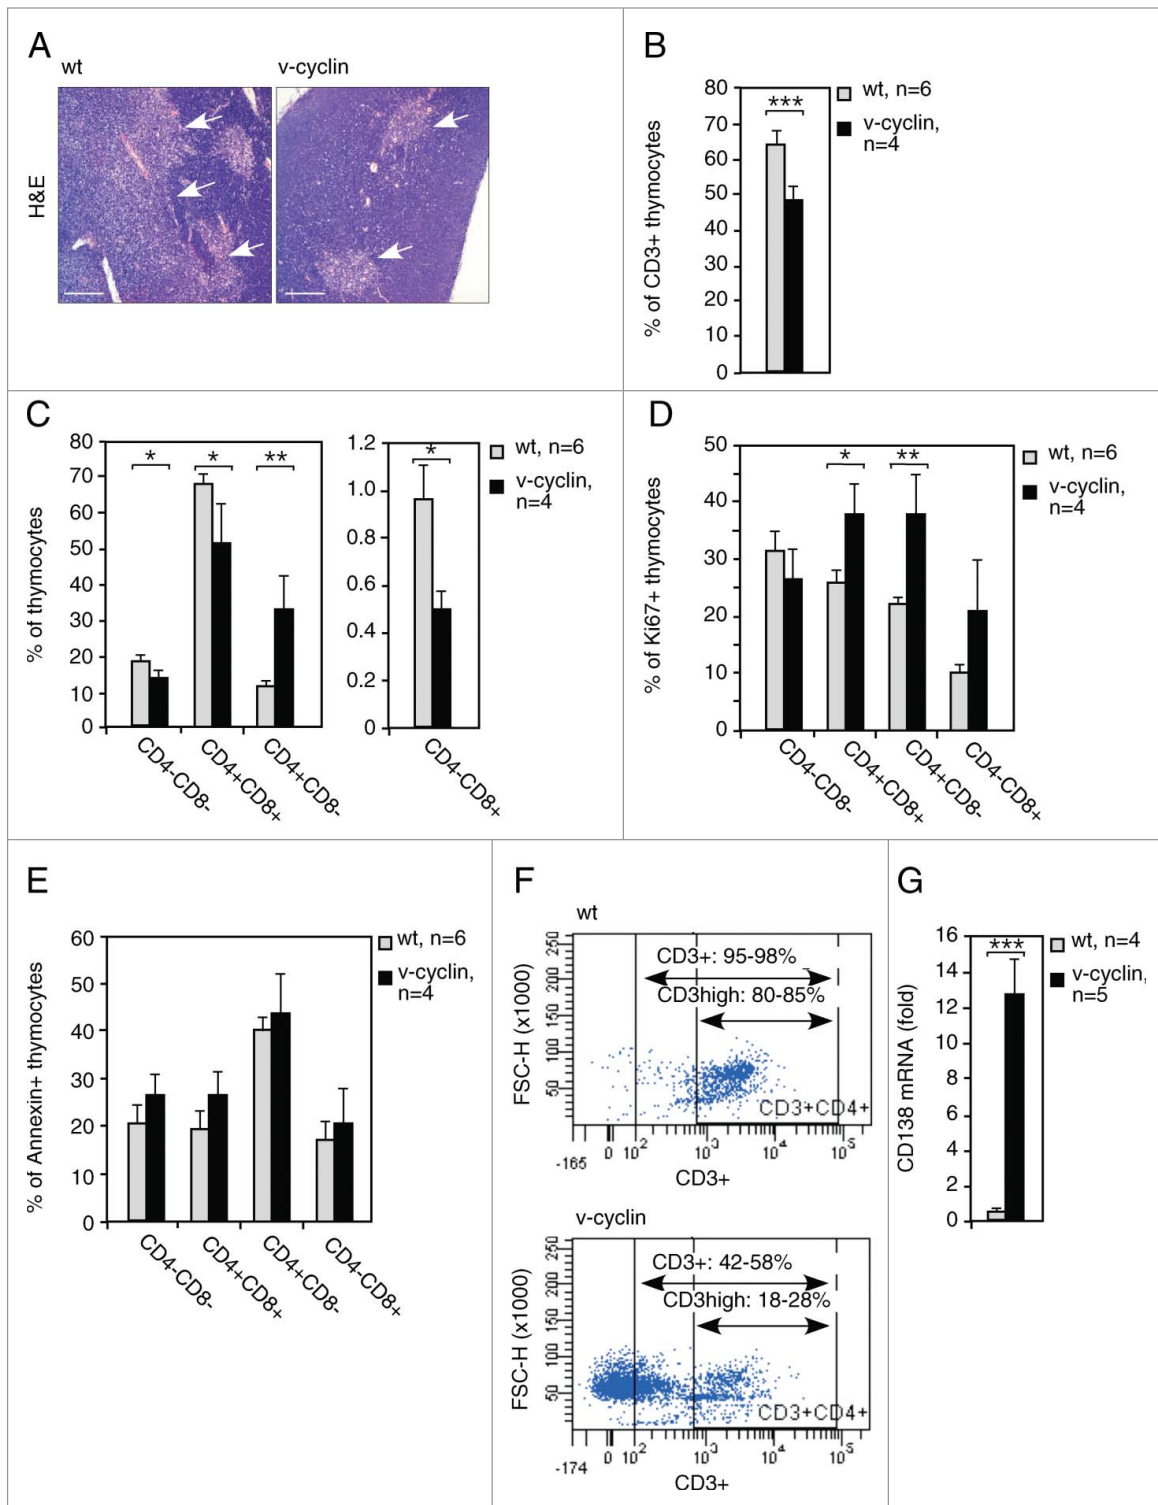 A
wt
v-cyclin
H&E
B
% of CD3+ thymocytes
80
70
60
50
40
30
20
10
0
***
wt, n=6
v-cyclin,
n=4
C
% of thymocytes
80
70
60
50
40
30
20
10
0
*
*
**
CD4-CD8-
CD4+CD8+
CD4+CD8-
1.2
1.0
0.8
0.6
0.4
0.2
0
*
CD4-CD8+
wt, n=6
v-cyclin,
n=4
D
% of Ki67+ thymocytes
50
40
30
20
10
0
*
**
CD4-CD8-
CD4+CD8+
CD4+CD8-
CD4-CD8+
wt, n=6
v-cyclin,
n=4
E
% of Annexin+ thymocytes
60
50
40
30
20
10
0
CD4-CD8-
CD4+CD8+
CD4+CD8-
CD4-CD8+
wt, n=6
v-cyclin,
n=4
F
wt
FSC-H (x1000)
250
200
150
100
50
CD3+: 95-98%
CD3high: 80-85%
CD3+CD4+
-165
0 10² 10³ 10⁴ 10⁵
CD3+
v-cyclin
FSC-H (x1000)
250
200
150
100
50
CD3+: 42-58%
CD3high: 18-28%
CD3+CD4+
-174
0 10² 10³ 10⁴ 10⁵
CD3+
G
CD138 mRNA (fold)
16
14
12
10
8
6
4
2
0
***
wt, n=4
v-cyclin,
n=5